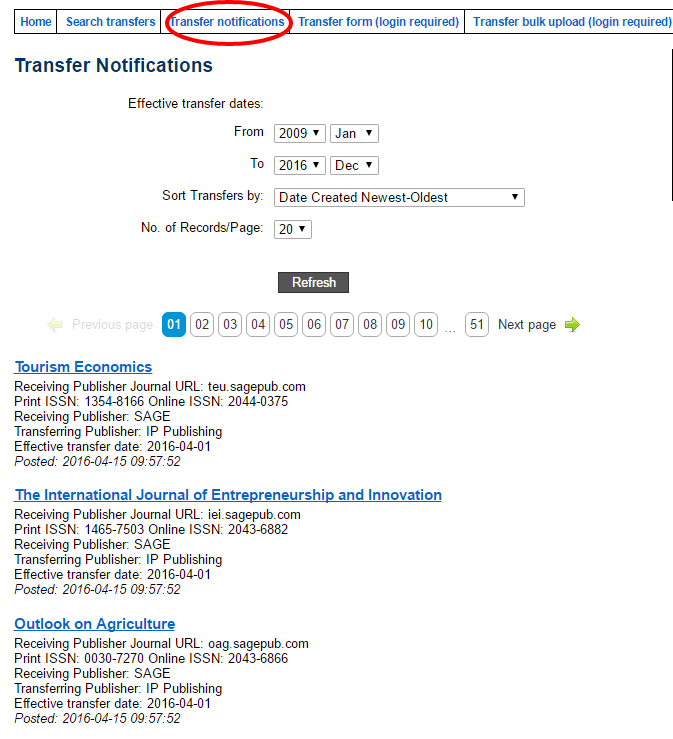 Home Search transfers Transfer notifications Transfer form (login required) Transfer bulk upload (login required)
Transfer Notifications
Effective transfer dates:
From 2009 Jan
To 2016 Dec
Sort Transfers by: Date Created Newest-Oldest
No. of Records/Page: 20
Refresh
Previous page 01 02 03 04 05 06 07 08 09 10 ... 51 Next page
Tourism Economics
Receiving Publisher Journal URL: teu.sagepub.com
Print ISSN: 1354-8166 Online ISSN: 2044-0375
Receiving Publisher: SAGE
Transferring Publisher: IP Publishing
Effective transfer date: 2016-04-01
Posted: 2016-04-15 09:57:52
The International Journal of Entrepreneurship and Innovation
Receiving Publisher Journal URL: iei.sagepub.com
Print ISSN: 1465-7503 Online ISSN: 2043-6882
Receiving Publisher: SAGE
Transferring Publisher: IP Publishing
Effective transfer date: 2016-04-01
Posted: 2016-04-15 09:57:52
Outlook on Agriculture
Receiving Publisher Journal URL: oag.sagepub.com
Print ISSN: 0030-7270 Online ISSN: 2043-6866
Receiving Publisher: SAGE
Transferring Publisher: IP Publishing
Effective transfer date: 2016-04-01
Posted: 2016-04-15 09:57:52